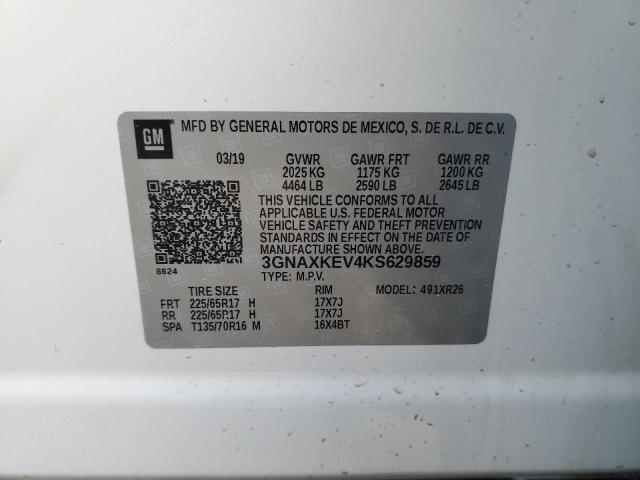 GM MFD BY GENERAL MOTORS DE MEXICO, S. DE R.L. DE C.V.
03/19 GVWR GAWR FRT GAWR RR
2025 KG 1175 KG 1200 KG
4464 LB 2590 LB 2645 LB
THIS VEHICLE CONFORMS TO ALL
APPLICABLE U.S. FEDERAL MOTOR
VEHICLE SAFETY AND THEFT PREVENTION
STANDARDS IN EFFECT ON THE DATE OF
MANUFACTURE SHOWN ABOVE.
3GNAXKEV4KS629859
8624 TYPE: M.P.V.
TIRE SIZE RIM MODEL: 491XR26
FRT 225/65R17 H 17X7J
RR 225/65R17 H 17X7J
SPA T135/70R16 M 16X4BT